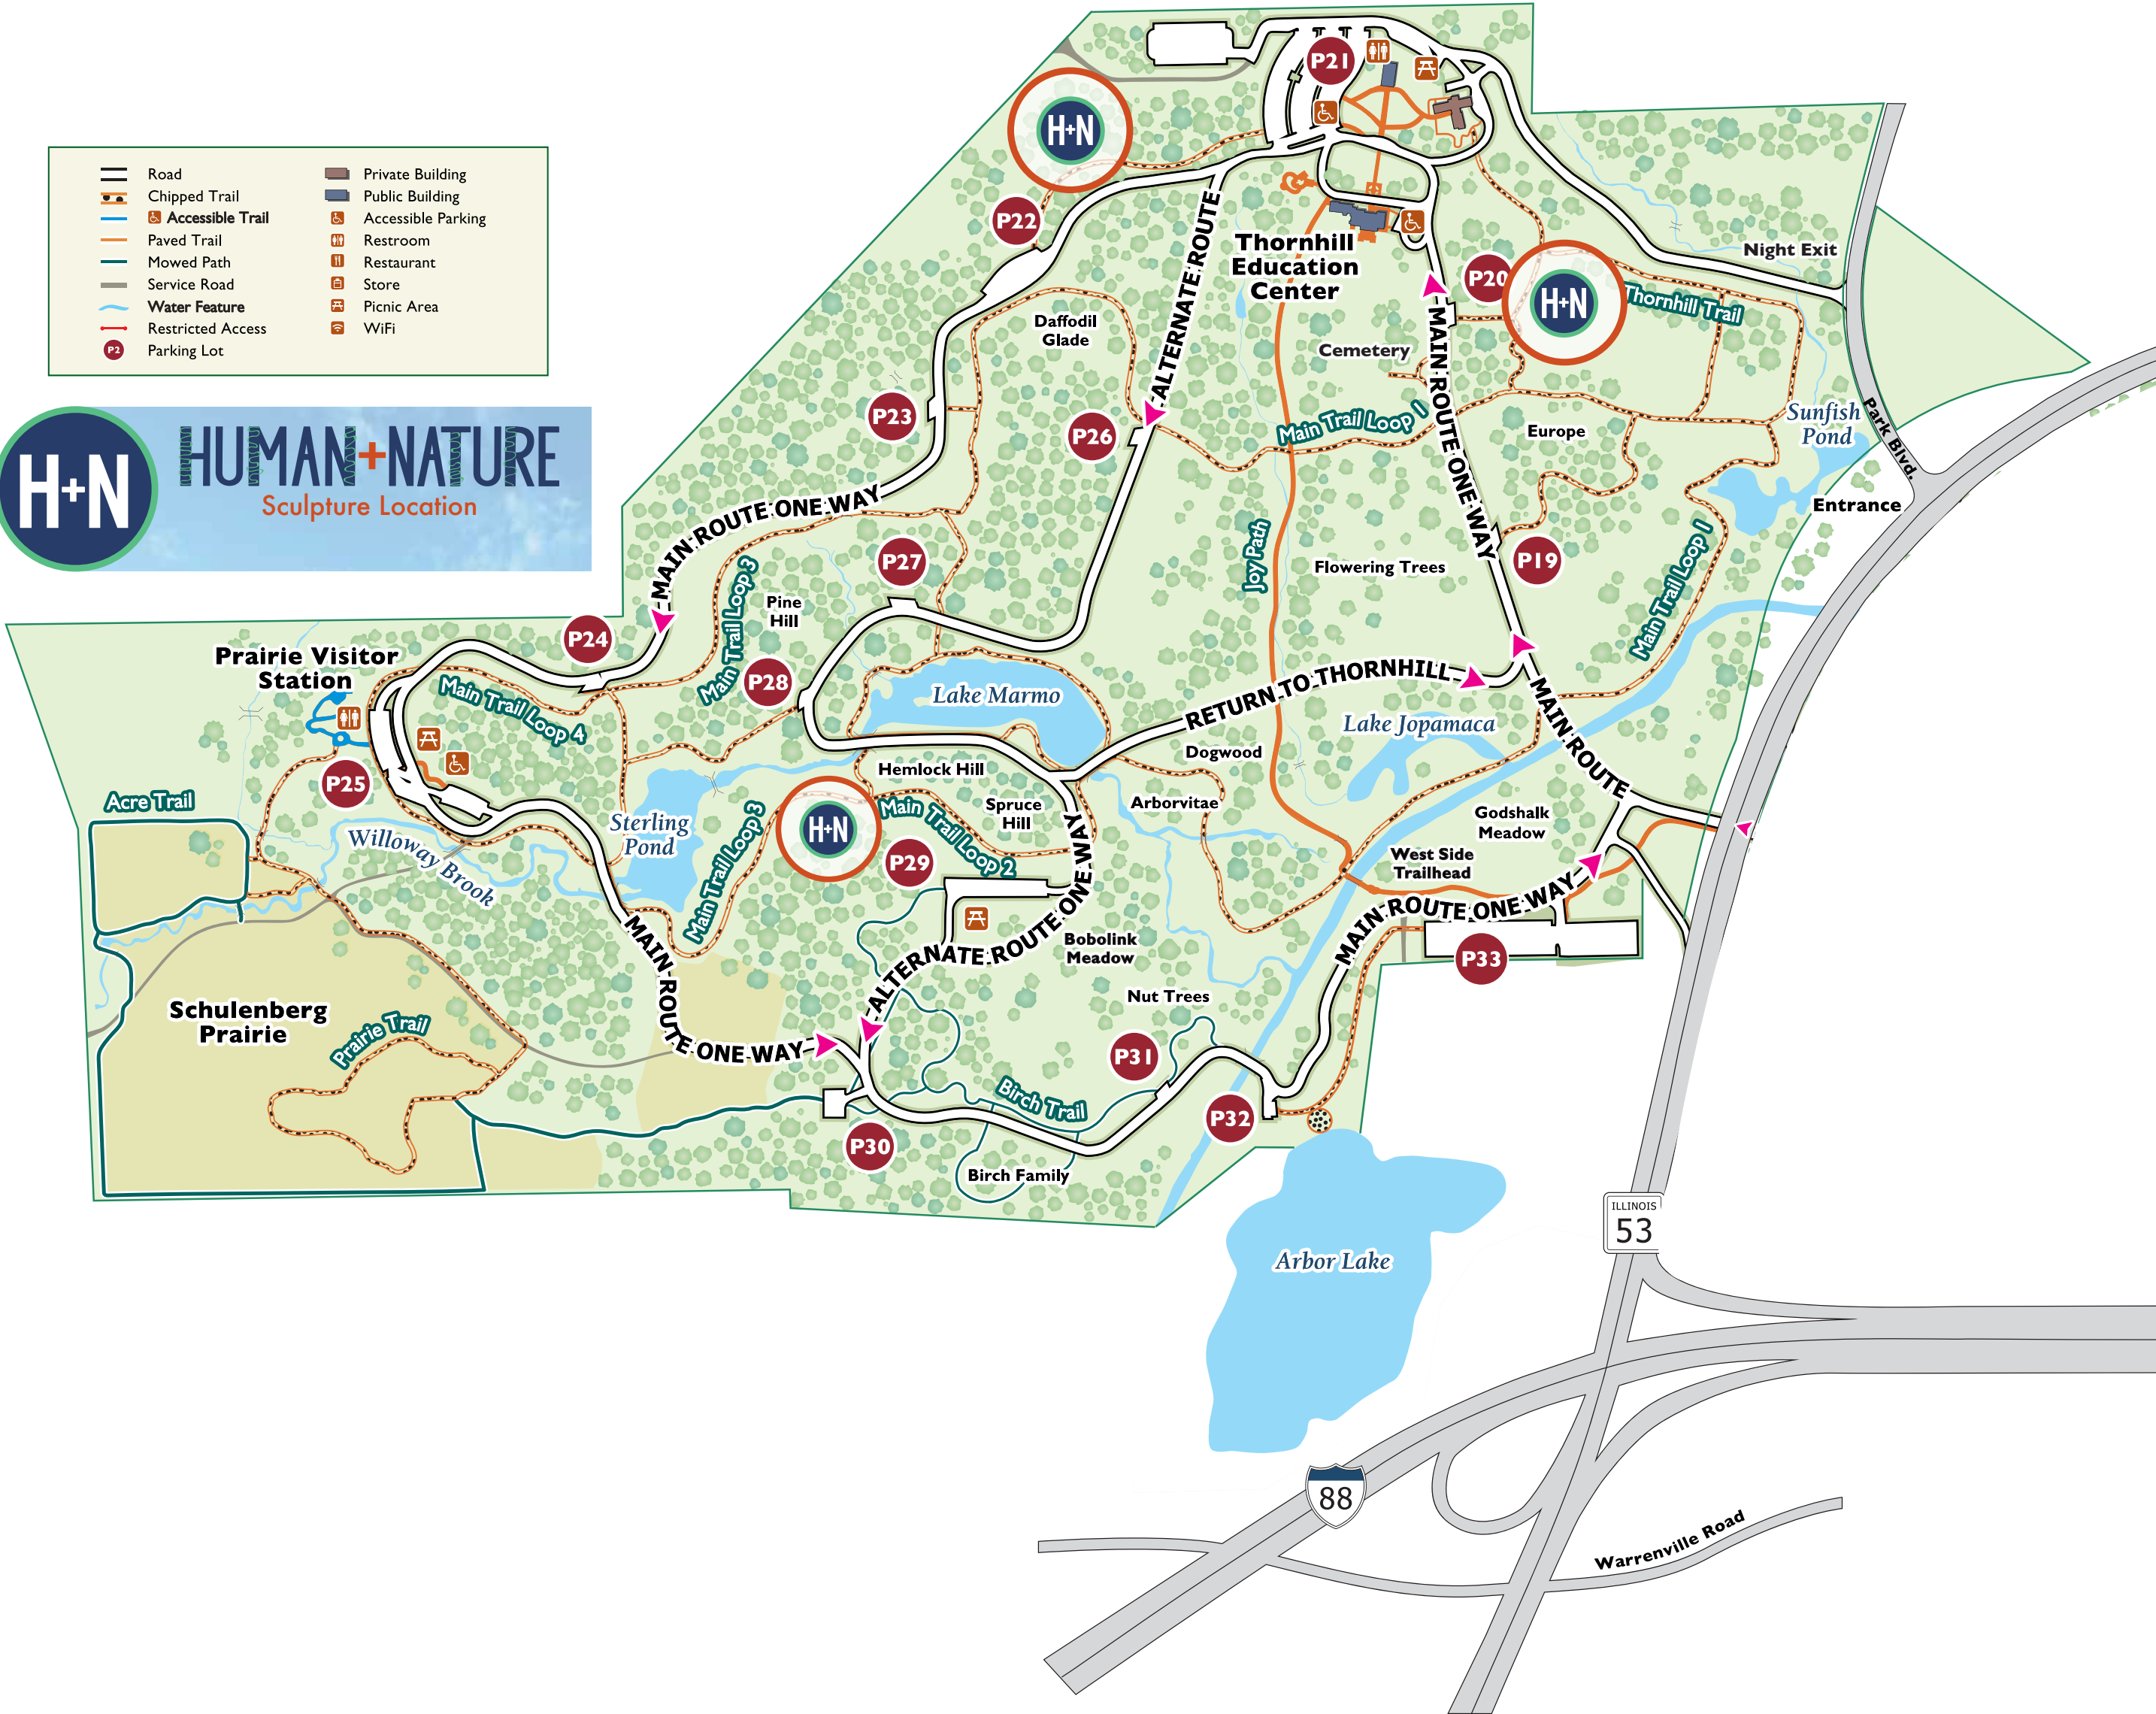 Road
Chipped Trail
Accessible Trail
Paved Trail
Mowed Path
Service Road
Water Feature
Restricted Access
P2 Parking Lot
Private Building
Public Building
Accessible Parking
Restroom
Restaurant
Store
Picnic Area
WiFi
H+N
HUMAN+NATURE
Sculpture Location
P21
H+N
P22
ALTERNATE ROUTE
Thornhill
Education
Center
Night Exit
P20
H+N
Thornhill Trail
Daffodil
Glade
Cemetery
MAIN ROUTE ONE WAY
P23
P26
Main Trail Loop 1
Europe
Sunfish
Pond
Park Blvd.
Entrance
MAIN ROUTE ONE WAY
Joy Path
P27
Flowering Trees
P19
Main Trail Loop 1
Main Trail Loop 3
Pine
Hill
P24
Prairie Visitor
Station
P28
Main Trail Loop 4
Lake Marmo
RETURN TO THORNHILL
Lake Jopamaca
MAIN ROUTE
P25
Dogwood
Hemlock Hill
Acre Trail
Arborvitae
Spruce
Hill
Godshalk
Meadow
Sterling
Pond
H+N
Main Trail Loop 2
Willoway Brook
Main Trail Loop 3
P29
West Side
Trailhead
MAIN ROUTE ONE WAY
ALTERNATE ROUTE ONE WAY
Bobolink
Meadow
P33
MAIN ROUTE ONE WAY
Nut Trees
Schulenberg
Prairie
Prairie Trail
P31
Birch Trail
P32
P30
Birch Family
ILLINOIS
53
Arbor Lake
88
Warrenville Road